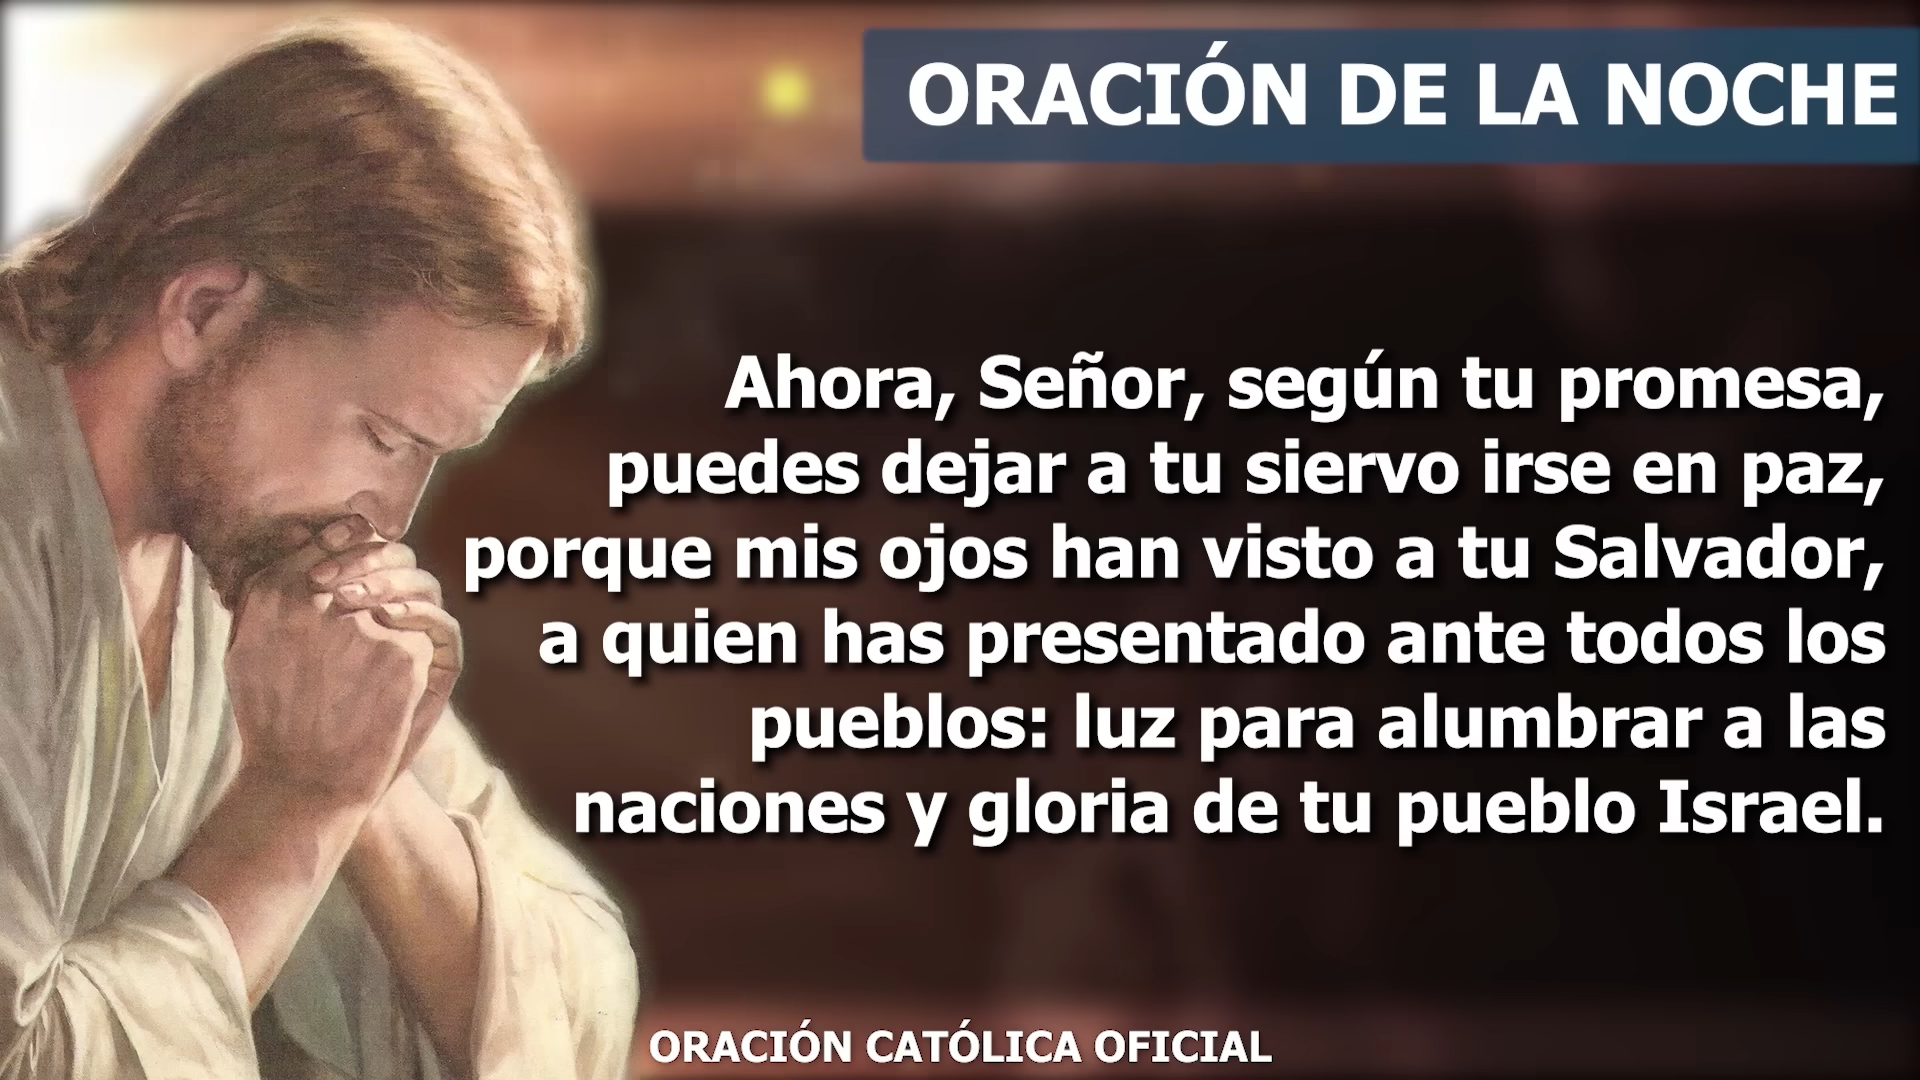 ORACIÓN DE LA NOCHE
Ahora, Señor, según tu promesa,
puedes dejar a tu siervo irse en paz,
porque mis ojos han visto a tu Salvador,
a quien has presentado ante todos los
pueblos: luz para alumbrar a las
naciones y gloria de tu pueblo Israel.
ORACIÓN CATÓLICA OFICIAL